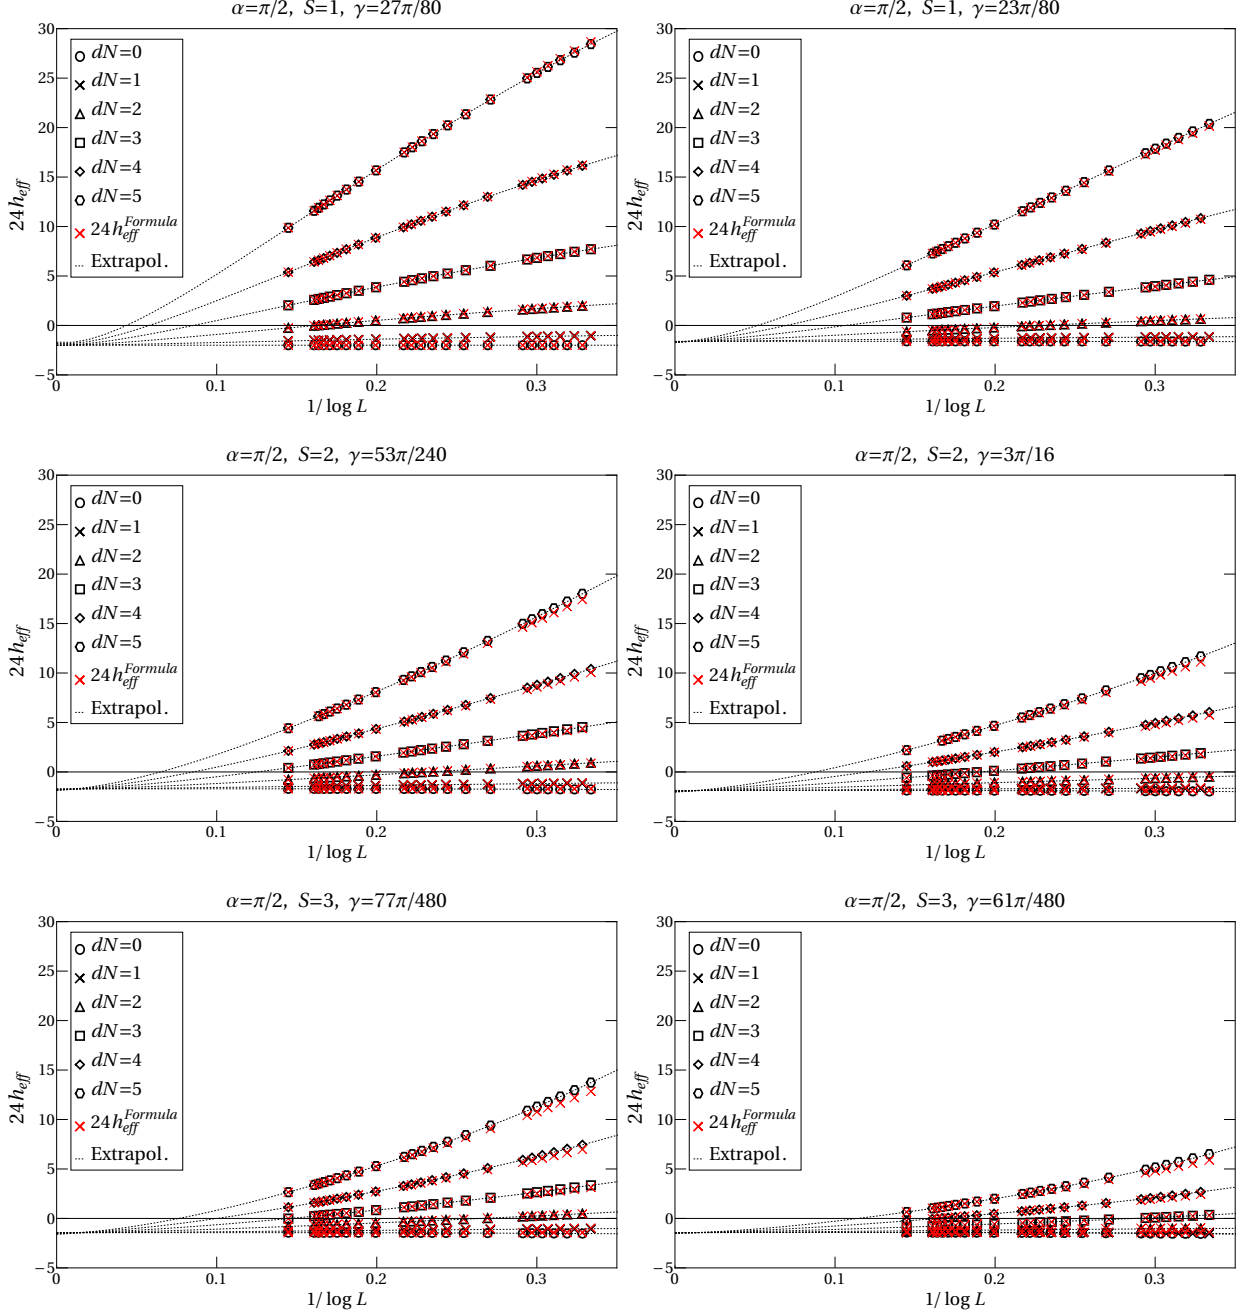 α=π/2, S=1, γ=27π/80
30
25
20
15
10
5
0
−5
24h_eff
dN=0
dN=1
dN=2
dN=3
dN=4
dN=5
24h_eff^Formula
Extrapol.
0 0.1 0.2 0.3
1/ log L
α=π/2, S=1, γ=23π/80
30
25
20
15
10
5
0
−5
24h_eff
dN=0
dN=1
dN=2
dN=3
dN=4
dN=5
24h_eff^Formula
Extrapol.
0 0.1 0.2 0.3
1/ log L
α=π/2, S=2, γ=53π/240
30
25
20
15
10
5
0
−5
24h_eff
dN=0
dN=1
dN=2
dN=3
dN=4
dN=5
24h_eff^Formula
Extrapol.
0 0.1 0.2 0.3
1/ log L
α=π/2, S=2, γ=3π/16
30
25
20
15
10
5
0
−5
24h_eff
dN=0
dN=1
dN=2
dN=3
dN=4
dN=5
24h_eff^Formula
Extrapol.
0 0.1 0.2 0.3
1/ log L
α=π/2, S=3, γ=77π/480
30
25
20
15
10
5
0
−5
24h_eff
dN=0
dN=1
dN=2
dN=3
dN=4
dN=5
24h_eff^Formula
Extrapol.
0 0.1 0.2 0.3
1/ log L
α=π/2, S=3, γ=61π/480
30
25
20
15
10
5
0
−5
24h_eff
dN=0
dN=1
dN=2
dN=3
dN=4
dN=5
24h_eff^Formula
Extrapol.
0 0.1 0.2 0.3
1/ log L